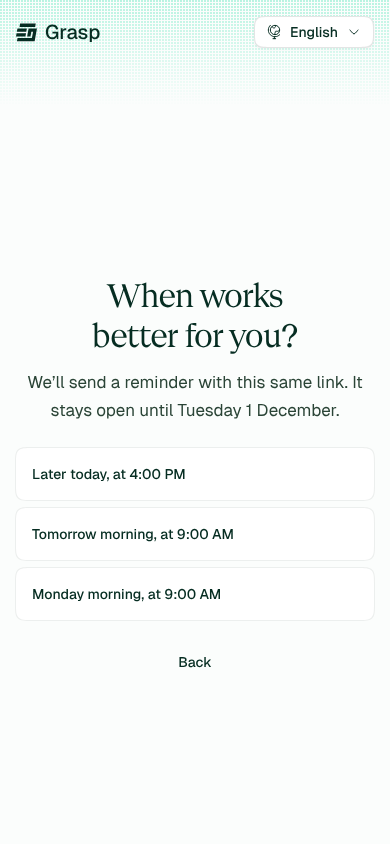 Grasp
English
When works
better for you?
We’ll send a reminder with this same link. It
stays open until Tuesday 1 December.
Later today, at 4:00 PM
Tomorrow morning, at 9:00 AM
Monday morning, at 9:00 AM
Back